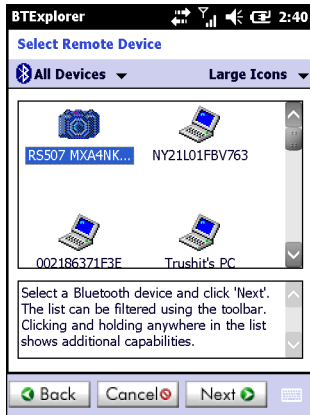 BTExplorer 2:40
Select Remote Device
All Devices Large Icons
RS507 MXA4NK... NY21L01FBV763
002186371F3E Trushit's PC
Select a Bluetooth device and click 'Next'.
The list can be filtered using the toolbar.
Clicking and holding anywhere in the list
shows additional capabilities.
Back Cancel Next